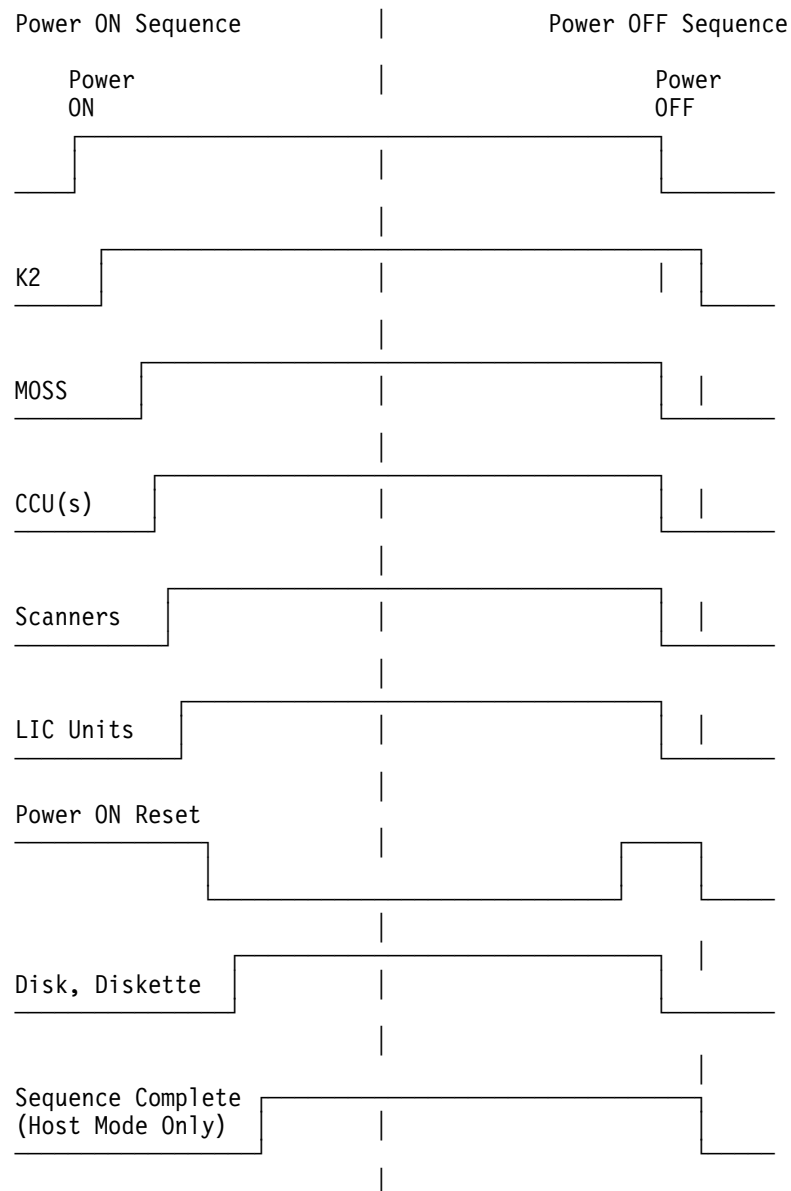 Power ON Sequence
Power OFF Sequence
Power
ON
Power
OFF
K2
MOSS
CCU(s)
Scanners
LIC Units
Power ON Reset
Disk, Diskette
Sequence Complete
(Host Mode Only)